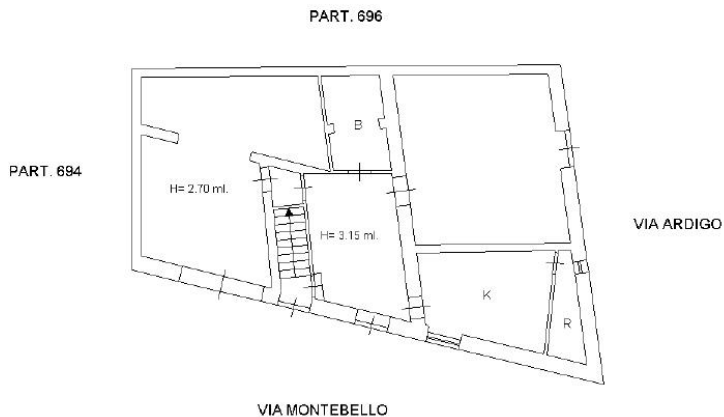 PART. 696
B
PART. 694
H= 2.70 ml.
VIA ARDIGO
H= 3.15 ml.
K
R
VIA MONTEBELLO